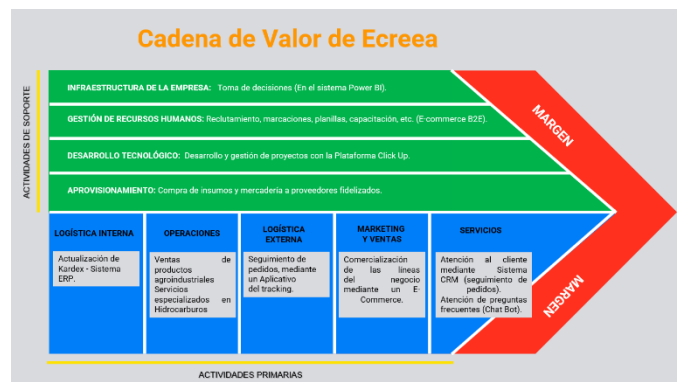 Cadena de Valor de Ecreea
ACTIVIDADES DE SOPORTE
INFRAESTRUCTURA DE LA EMPRESA: Toma de decisiones (En el sistema Power BI).
GESTIÓN DE RECURSOS HUMANOS: Reclutamiento, marcaciones, planillas, capacitación, etc. (E-commerce B2E).
DESARROLLO TECNOLÓGICO: Desarrollo y gestión de proyectos con la Plataforma Click Up.
APROVISIONAMIENTO: Compra de insumos y mercadería a proveedores fidelizados.
MARGEN
LOGÍSTICA INTERNA
Actualización de
Kardex - Sistema
ERP.
OPERACIONES
Ventas de
productos
agroindustriales
Servicios
especializados en
Hidrocarburos
LOGÍSTICA
EXTERNA
Seguimiento de
pedidos, mediante
un Aplicativo
del tracking.
MARKETING
Y VENTAS
Comercialización
de las líneas
del negocio
mediante un E-
Commerce.
SERVICIOS
Atención al cliente
mediante Sistema
CRM (seguimiento de
pedidos).
Atención de preguntas
frecuentes (Chat Bot).
MARGEN
ACTIVIDADES PRIMARIAS